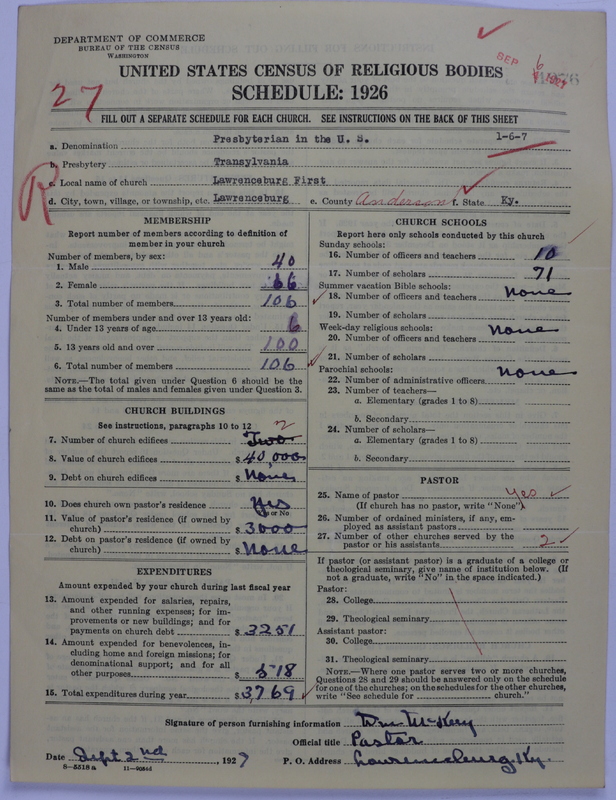 DEPARTMENT OF COMMERCE
BUREAU OF THE CENSUS
WASHINGTON
SEP 6
UNITED STATES CENSUS OF RELIGIOUS BODIES
27
SCHEDULE: 1926
FILL OUT A SEPARATE SCHEDULE FOR EACH CHURCH. SEE INSTRUCTIONS ON THE BACK OF THIS SHEET
a. Denomination Presbyterian in the U. S. 1-6-7
b. Presbytery Transylvania
R
c. Local name of church Lawrenceburg First
d. City, town, village, or township, etc. Lawrenceburg e. County Anderson f. State Ky.
MEMBERSHIP
Report number of members according to definition of member in your church
Number of members, by sex:
1. Male 40
2. Female 66
3. Total number of members 106
Number of members under and over 13 years old:
4. Under 13 years of age 6
5. 13 years old and over 100
6. Total number of members 106
NOTE.—The total given under Question 6 should be the same as the total of males and females given under Question 3.
CHURCH BUILDINGS
See instructions, paragraphs 10 to 12
2
7. Number of church edifices Two
8. Value of church edifices $ 40,000
9. Debt on church edifices $ None
10. Does church own pastor's residence Yes
Yes or No
11. Value of pastor's residence (if owned by church) $ 3000
12. Debt on pastor's residence (if owned by church) $ None
EXPENDITURES
Amount expended by your church during last fiscal year
13. Amount expended for salaries, repairs, and other running expenses; for improvements or new buildings; and for payments on church debt $ 3251
14. Amount expended for benevolences, including home and foreign missions; for denominational support; and for all other purposes $ 518
15. Total expenditures during year $ 3,769
CHURCH SCHOOLS
Report here only schools conducted by this church
Sunday schools:
16. Number of officers and teachers 10
17. Number of scholars 71
Summer vacation Bible schools:
18. Number of officers and teachers None
19. Number of scholars
Week-day religious schools: None
20. Number of officers and teachers
21. Number of scholars
Parochial schools: None
22. Number of administrative officers
23. Number of teachers—
a. Elementary (grades 1 to 8)
b. Secondary
24. Number of scholars—
a. Elementary (grades 1 to 8)
b. Secondary
PASTOR
25. Name of pastor Yes
(If church has no pastor, write "None")
26. Number of ordained ministers, if any, employed as assistant pastors
27. Number of other churches served by the pastor or his assistants 2
If pastor (or assistant pastor) is a graduate of a college or theological seminary, give name of institution below. (If not a graduate, write "No" in the space indicated.)
Pastor:
28. College
29. Theological seminary
Assistant pastor:
30. College
31. Theological seminary
NOTE.—Where one pastor serves two or more churches, Questions 28 and 29 should be answered only on the schedule for one of the churches; on the schedules for the other churches, write "See schedule for church."
Signature of person furnishing information Wm. McKery
Official title Pastor
Date Sept 2nd, 1927 P. O. Address Lawrenceburg, Ky.
8-5518 a